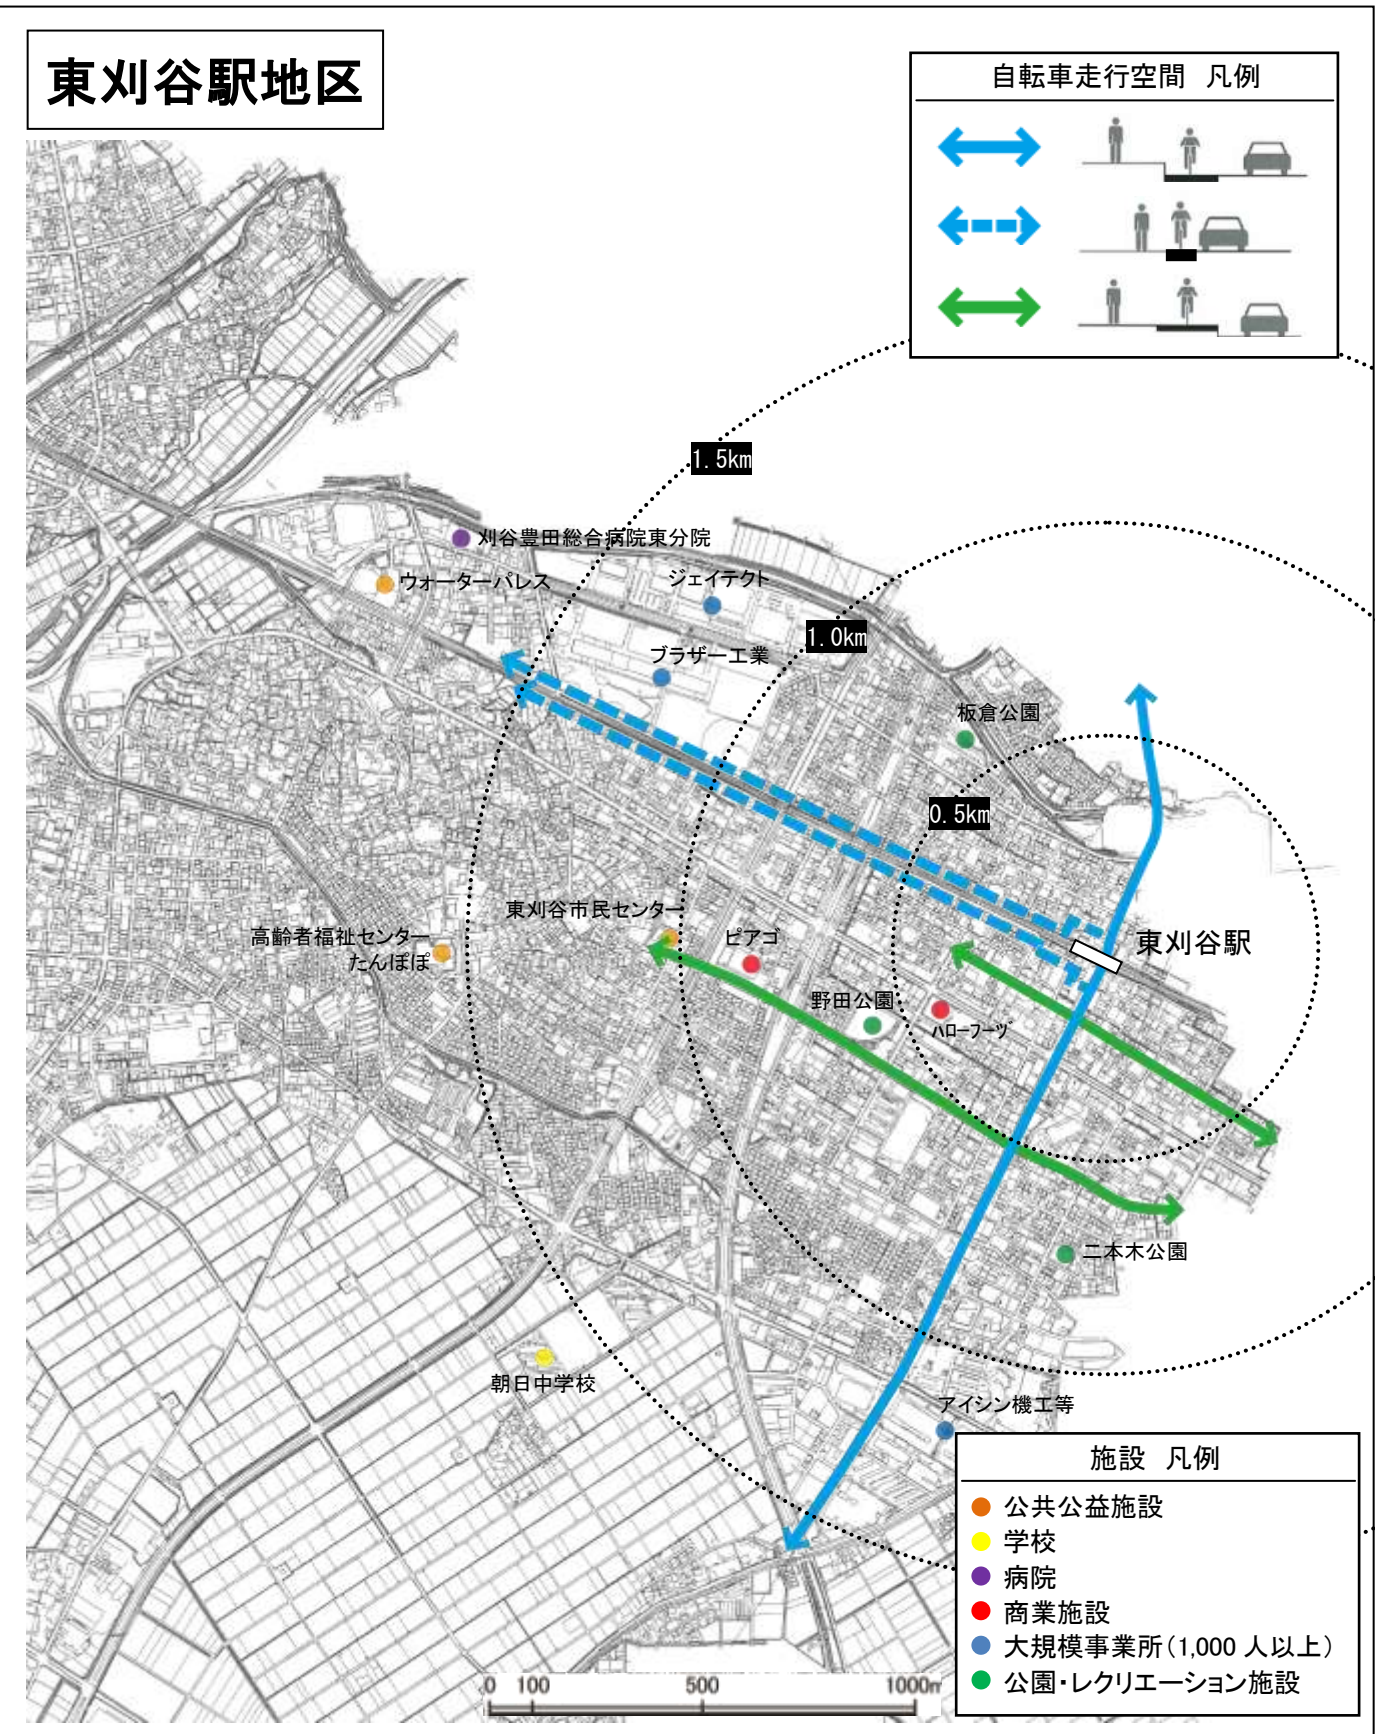 東刈谷駅地区
自転車走行空間 凡例
1.5km
刈谷豊田総合病院東分院
ウォーターパレス
ジェイテクト
1.0km
ブラザー工業
板倉公園
0.5km
東刈谷市民センター
ピアゴ
東刈谷駅
高齢者福祉センター
たんぽぽ
野田公園
ハローフーヅ
二本木公園
朝日中学校
アイシン機工等
施設 凡例
公共公益施設
学校
病院
商業施設
大規模事業所(1,000人以上)
公園・レクリエーション施設
0 100 500 1000m